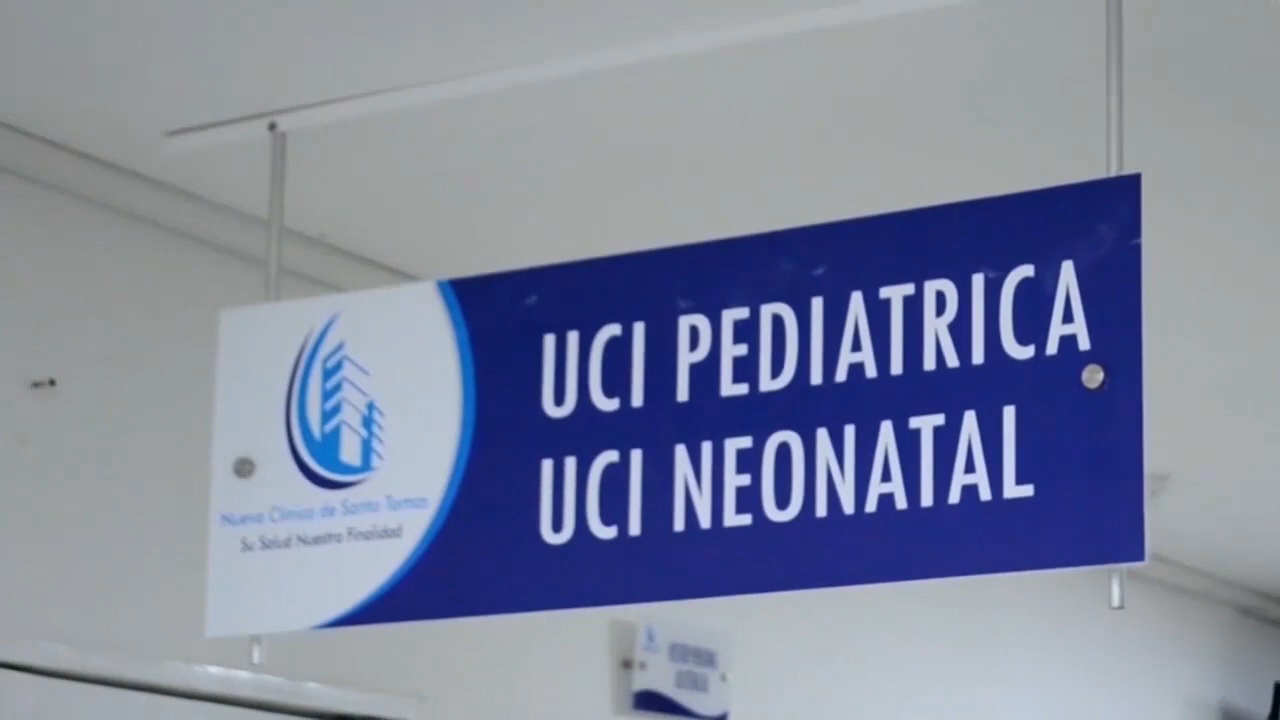 UCI PEDIATRICA
UCI NEONATAL
Nueva Clinica de Santo Tomas
Su Salud Nuestra Finalidad